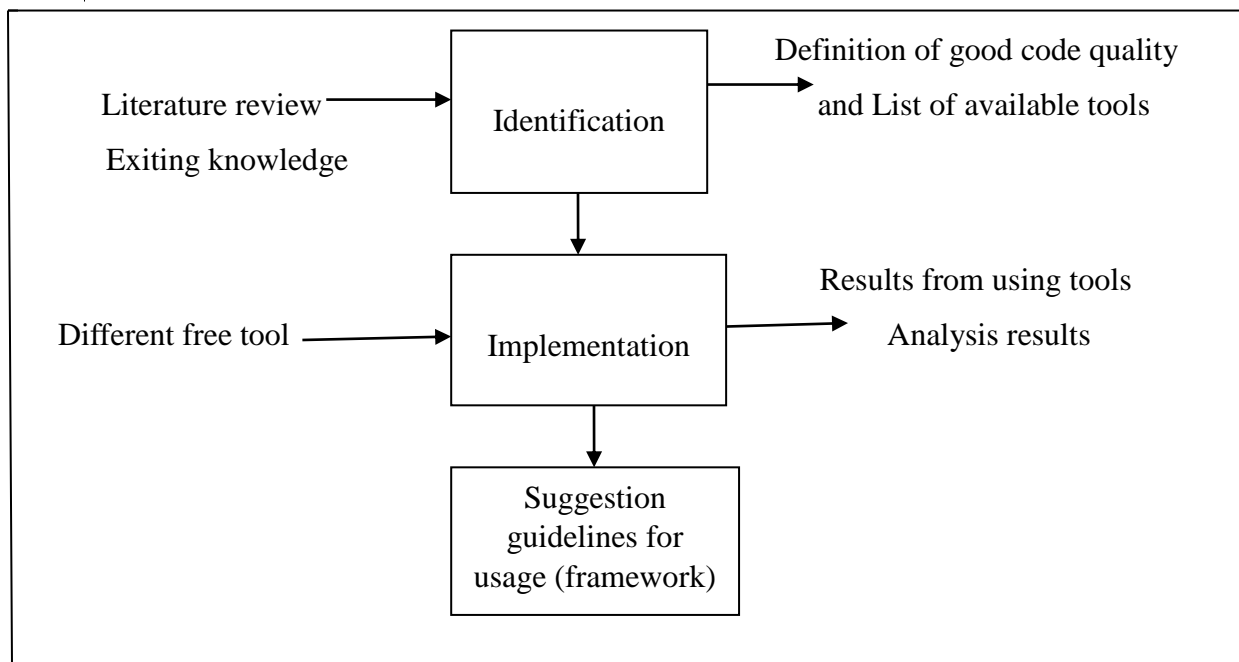 Literature review
Exiting knowledge
Identification
Definition of good code quality
and List of available tools
Different free tool
Implementation
Results from using tools
Analysis results
Suggestion
guidelines for
usage (framework)